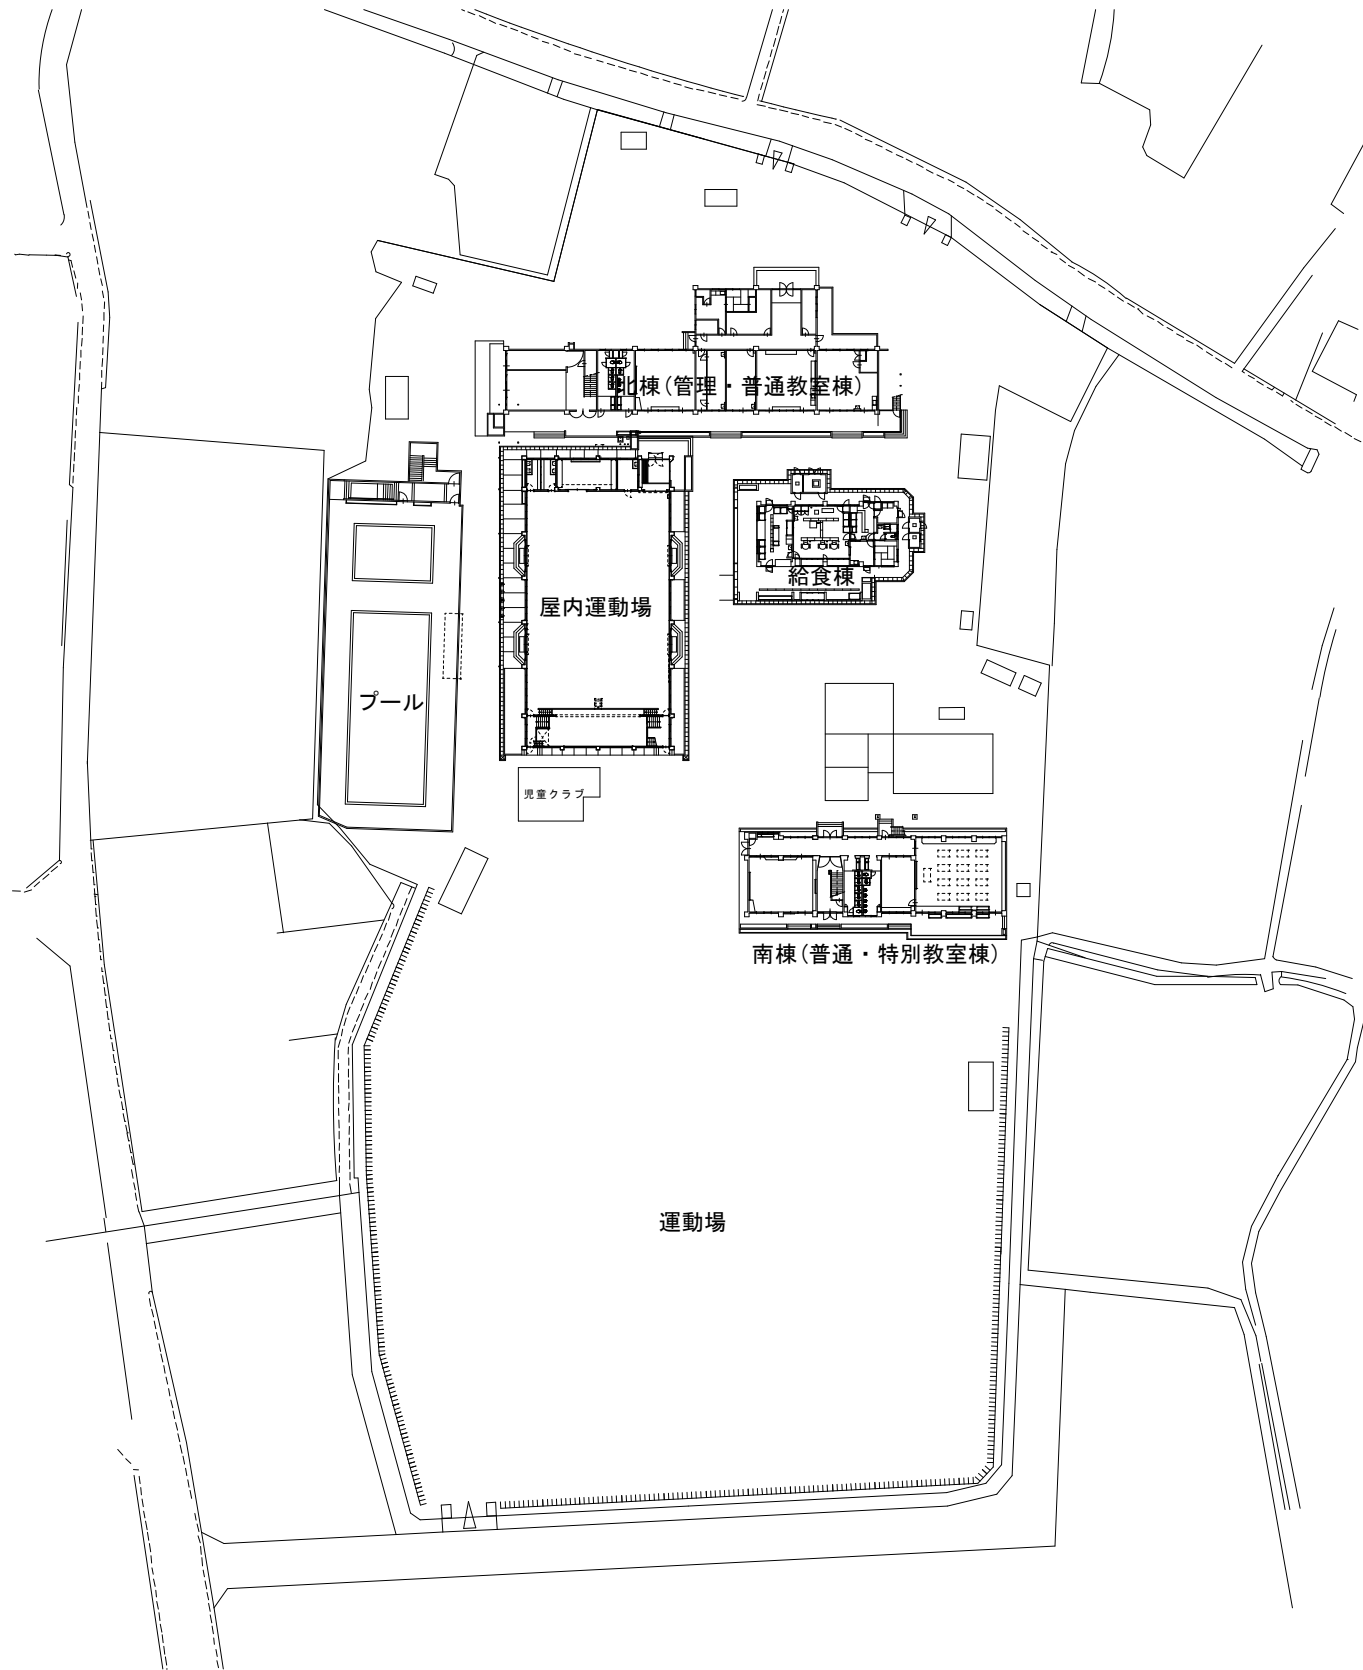 北棟(管理・普通教室棟)
給食棟
屋内運動場
プール
児童クラブ
南棟(普通・特別教室棟)
運動場